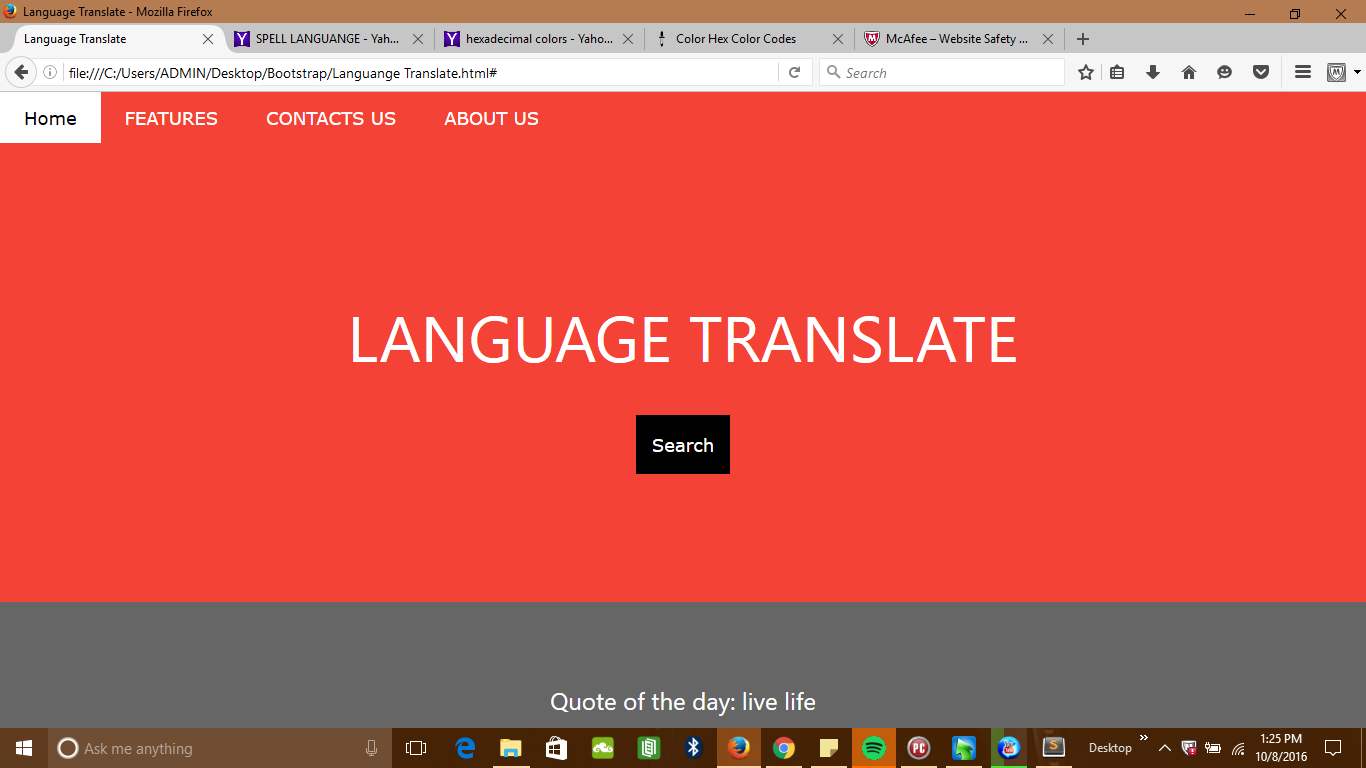 Language Translate - Mozilla Firefox
Language Translate
SPELL LANGUANGE - Yah...
hexadecimal colors - Yaho...
Color Hex Color Codes
McAfee – Website Safety ...
file:///C:/Users/ADMIN/Desktop/Bootstrap/Languange Translate.html#
Search
Home FEATURES CONTACTS US ABOUT US
LANGUAGE TRANSLATE
Search
Quote of the day: live life
Ask me anything
Desktop
1:25 PM
10/8/2016